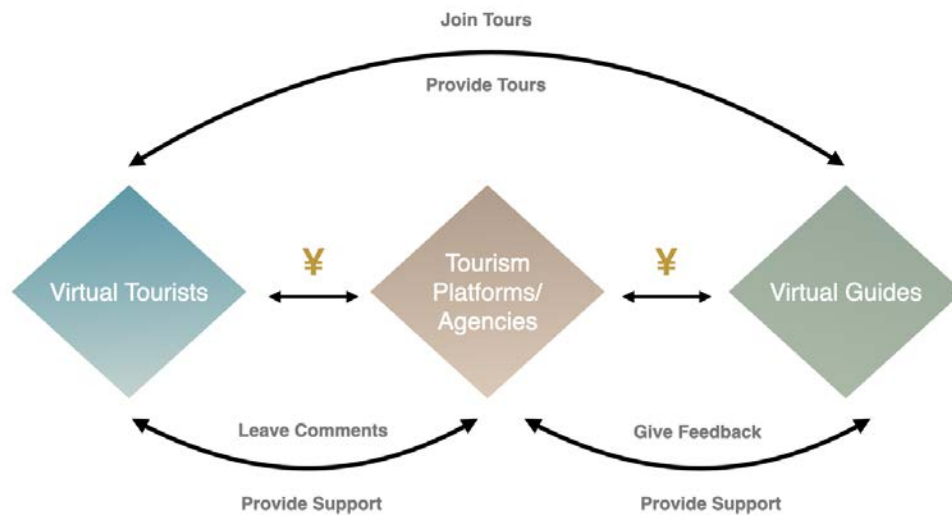 Join Tours
Provide Tours
¥
¥
Virtual Tourists
Tourism
Platforms/
Agencies
Virtual Guides
Leave Comments
Give Feedback
Provide Support
Provide Support